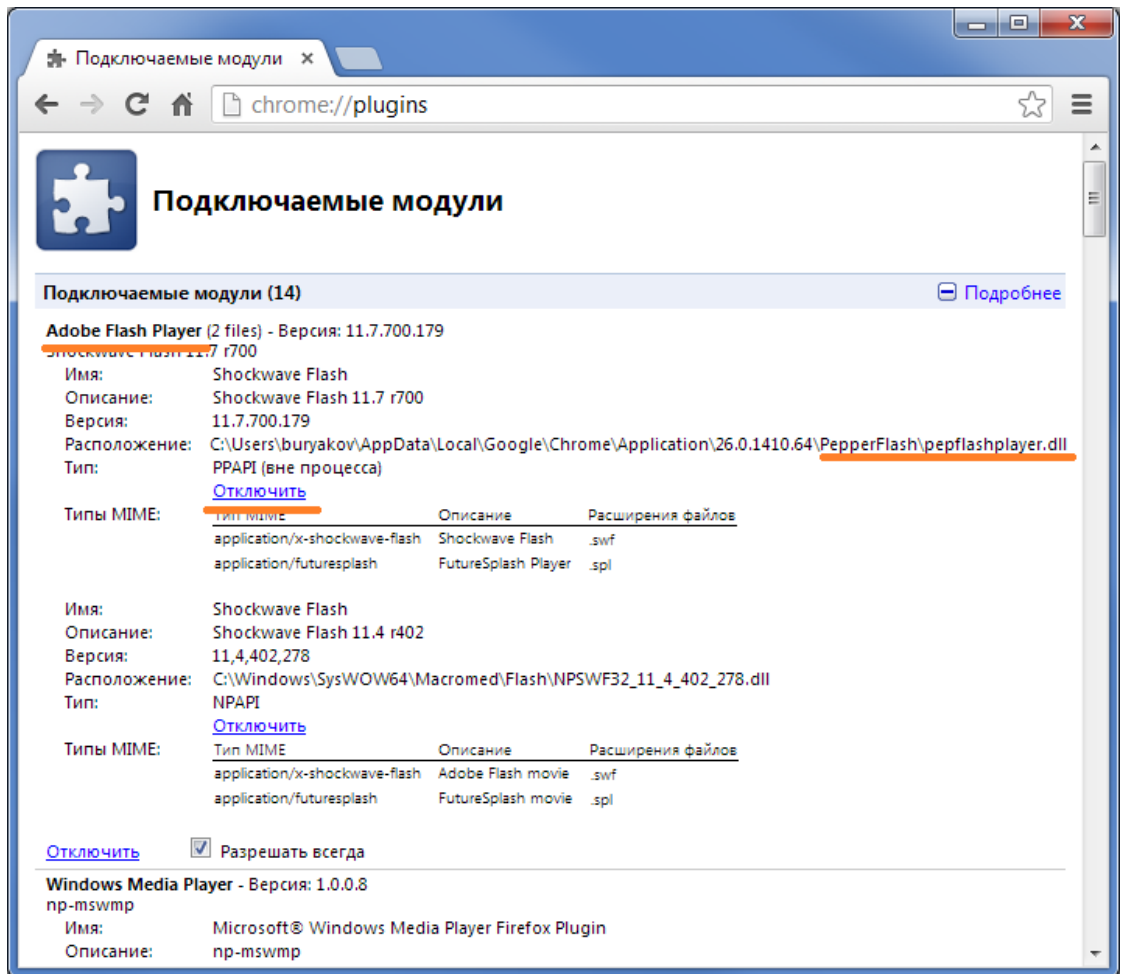 Подключаемые модули
chrome://plugins
Подключаемые модули
Подключаемые модули (14) Подробнее
Adobe Flash Player (2 files) - Версия: 11.7.700.179
Shockwave Flash 11.7 r700
Имя: Shockwave Flash
Описание: Shockwave Flash 11.7 r700
Версия: 11.7.700.179
Расположение: C:\Users\buryakov\AppData\Local\Google\Chrome\Application\26.0.1410.64\PepperFlash\pepflashplayer.dll
Тип: PPAPI (вне процесса)
Отключить
Типы MIME: Тип MIME Описание Расширения файлов
application/x-shockwave-flash Shockwave Flash .swf
application/futuresplash FutureSplash Player .spl
Имя: Shockwave Flash
Описание: Shockwave Flash 11.4 r402
Версия: 11,4,402,278
Расположение: C:\Windows\SysWOW64\Macromed\Flash\NPSWF32_11_4_402_278.dll
Тип: NPAPI
Отключить
Типы MIME: Тип MIME Описание Расширения файлов
application/x-shockwave-flash Adobe Flash movie .swf
application/futuresplash FutureSplash movie .spl
Отключить Разрешать всегда
Windows Media Player - Версия: 1.0.0.8
np-mswmp
Имя: Microsoft® Windows Media Player Firefox Plugin
Описание: np-mswmp